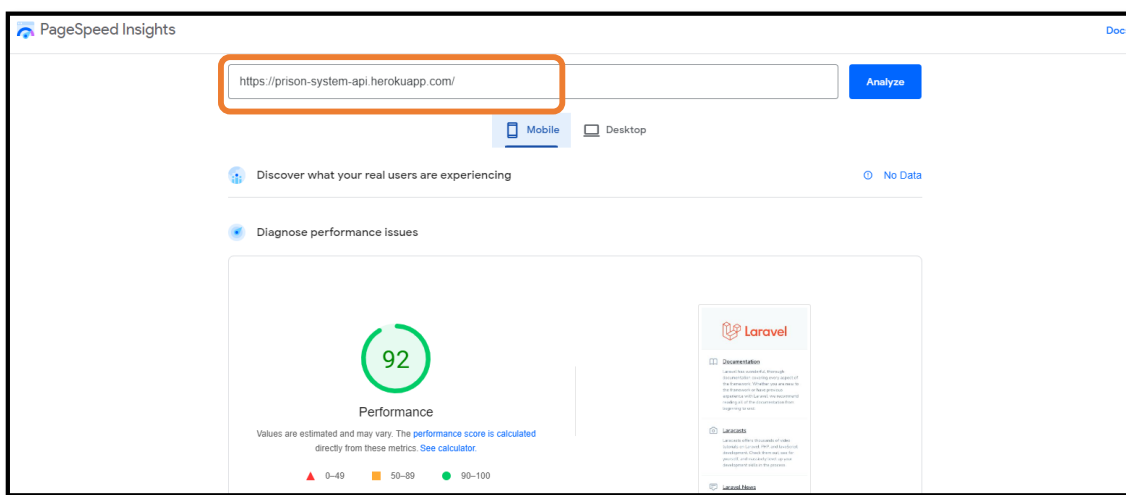 PageSpeed Insights
Doc
https://prison-system-api.herokuapp.com/
Analyze
Mobile
Desktop
Discover what your real users are experiencing
No Data
Diagnose performance issues
92
Performance
Values are estimated and may vary. The performance score is calculated
directly from these metrics. See calculator.
0–49
50–89
90–100
Laravel
Documentation
Laracasts
Laravel News